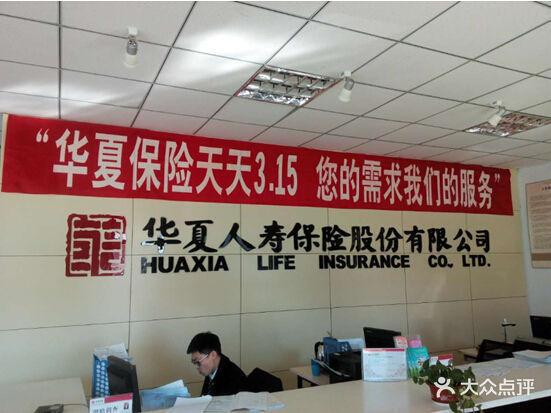 “华夏保险天天3.15 您的需求我们的服务”
华夏人寿保险股份有限公司
HUAXIA LIFE INSURANCE CO., LTD.
大众点评